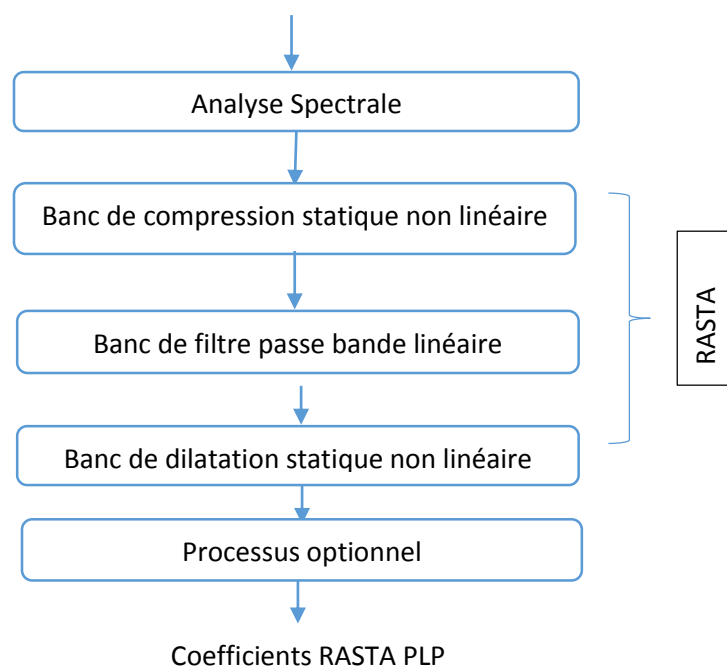 Analyse Spectrale
Banc de compression statique non linéaire
Banc de filtre passe bande linéaire
RASTA
Banc de dilatation statique non linéaire
Processus optionnel
Coefficients RASTA PLP